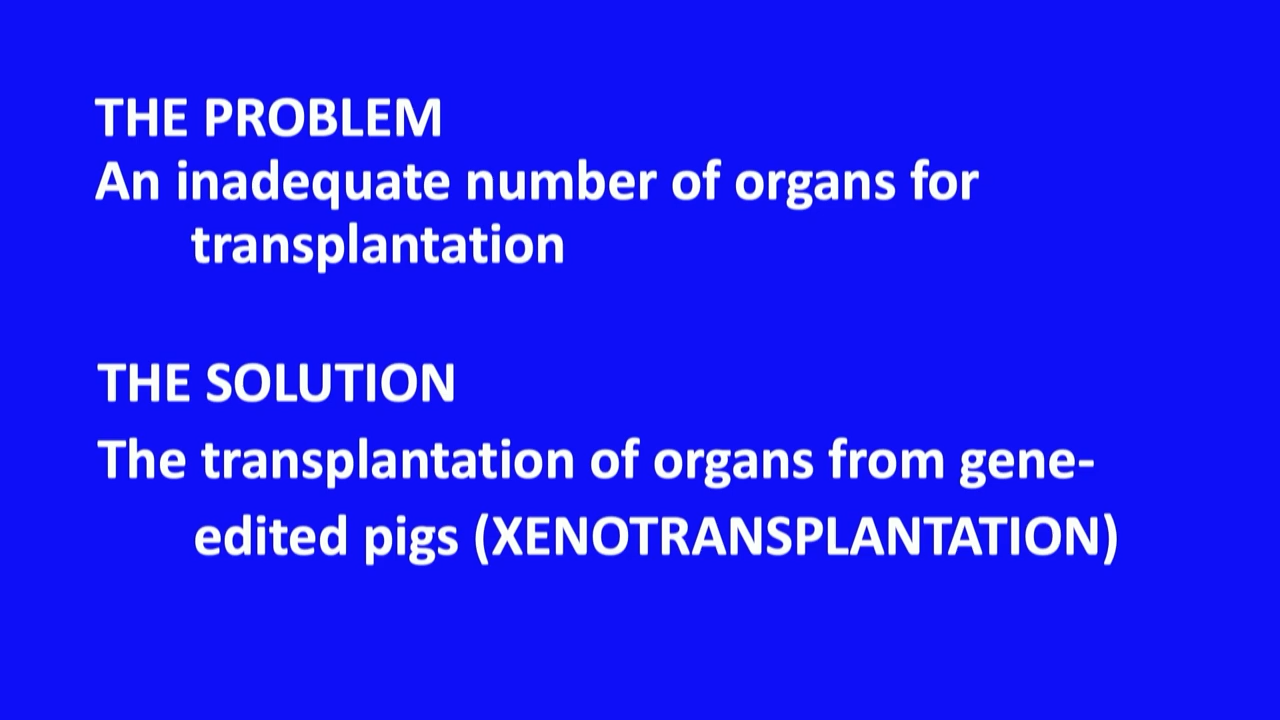 THE PROBLEM
An inadequate number of organs for
transplantation
THE SOLUTION
The transplantation of organs from gene-
edited pigs (XENOTRANSPLANTATION)